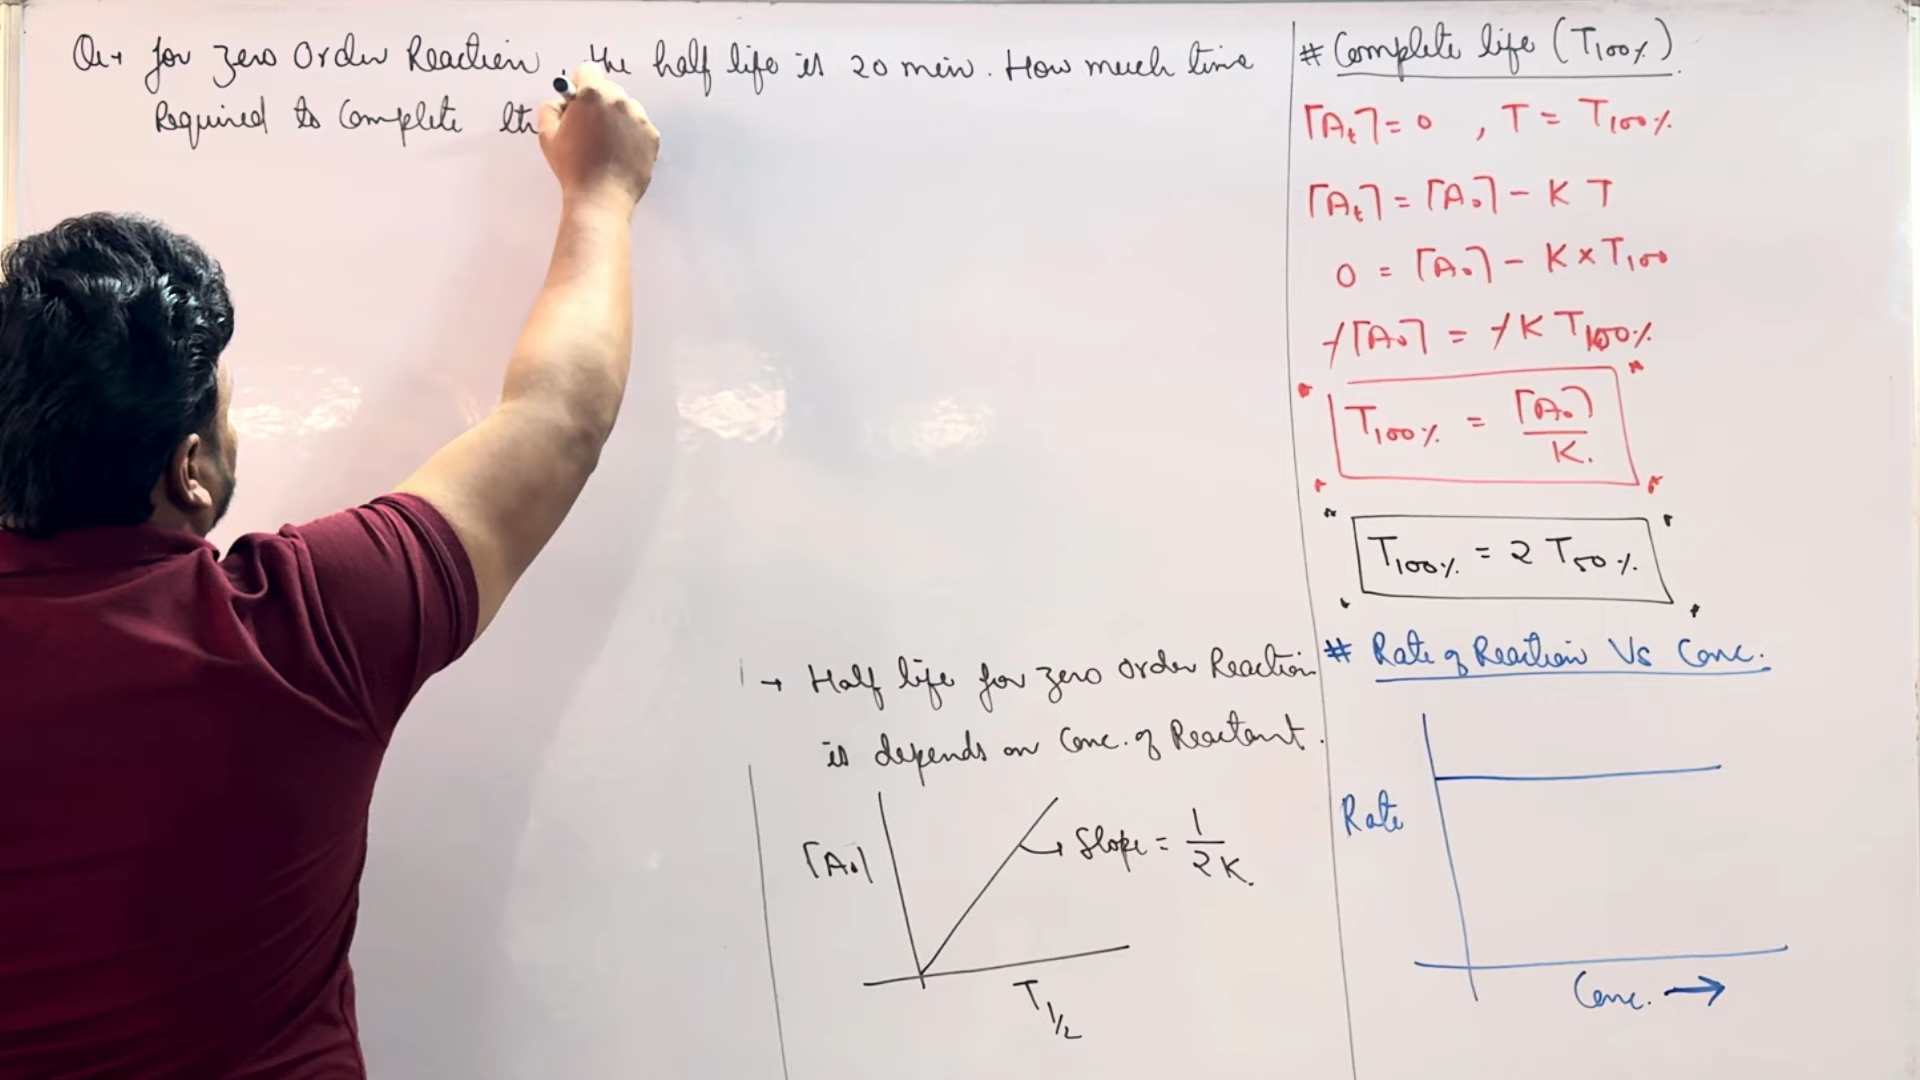 Q→ for zero Order Reaction, the half life is 20 min. How much time
Required to Complete
# Complete life (T100%)
[At] = 0 , T = T100%
[At] = [A0] - K T
0 = [A0] - K × T100
-[A0] = -K T100%
T100% = [A0] / K.
T100% = 2 T50%
→ Half life for zero order Reaction
is depends on Conc. of Reactant.
[A0]
Slope = 1 / 2K.
T1/2
# Rate of Reaction Vs Conc.
Rate
Conc. →